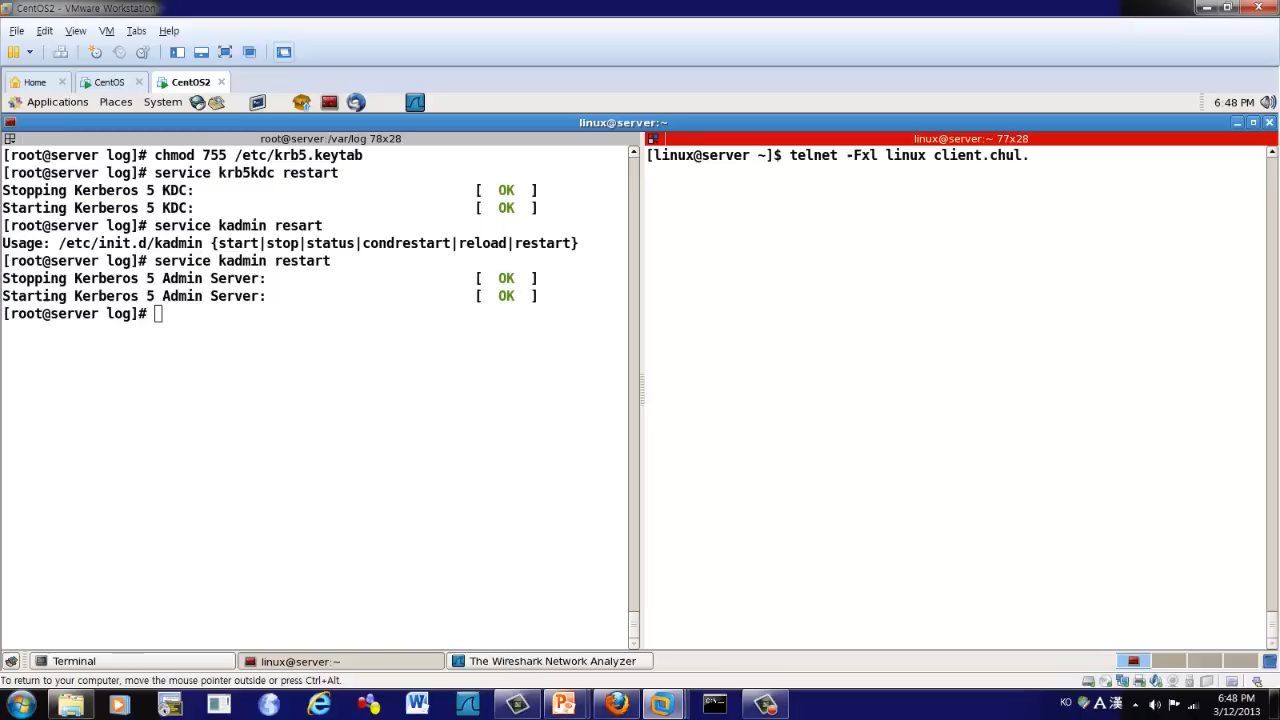 CentOS2 - VMware Workstation
File Edit View VM Tabs Help
Home CentOS CentOS2
Applications Places System 6:48 PM
linux@server:~
root@server:/var/log 78x28
linux@server:~ 77x28
[root@server log]# chmod 755 /etc/krb5.keytab
[root@server log]# service krb5kdc restart
Stopping Kerberos 5 KDC: [ OK ]
Starting Kerberos 5 KDC: [ OK ]
[root@server log]# service kadmin resart
Usage: /etc/init.d/kadmin {start|stop|status|condrestart|reload|restart}
[root@server log]# service kadmin restart
Stopping Kerberos 5 Admin Server: [ OK ]
Starting Kerberos 5 Admin Server: [ OK ]
[root@server log]#
[linux@server ~]$ telnet -Fxl linux client.chul.
Terminal linux@server:~ The Wireshark Network Analyzer
To return to your computer, move the mouse pointer outside or press Ctrl+Alt.
KO A 漢 6:48 PM
3/12/2013